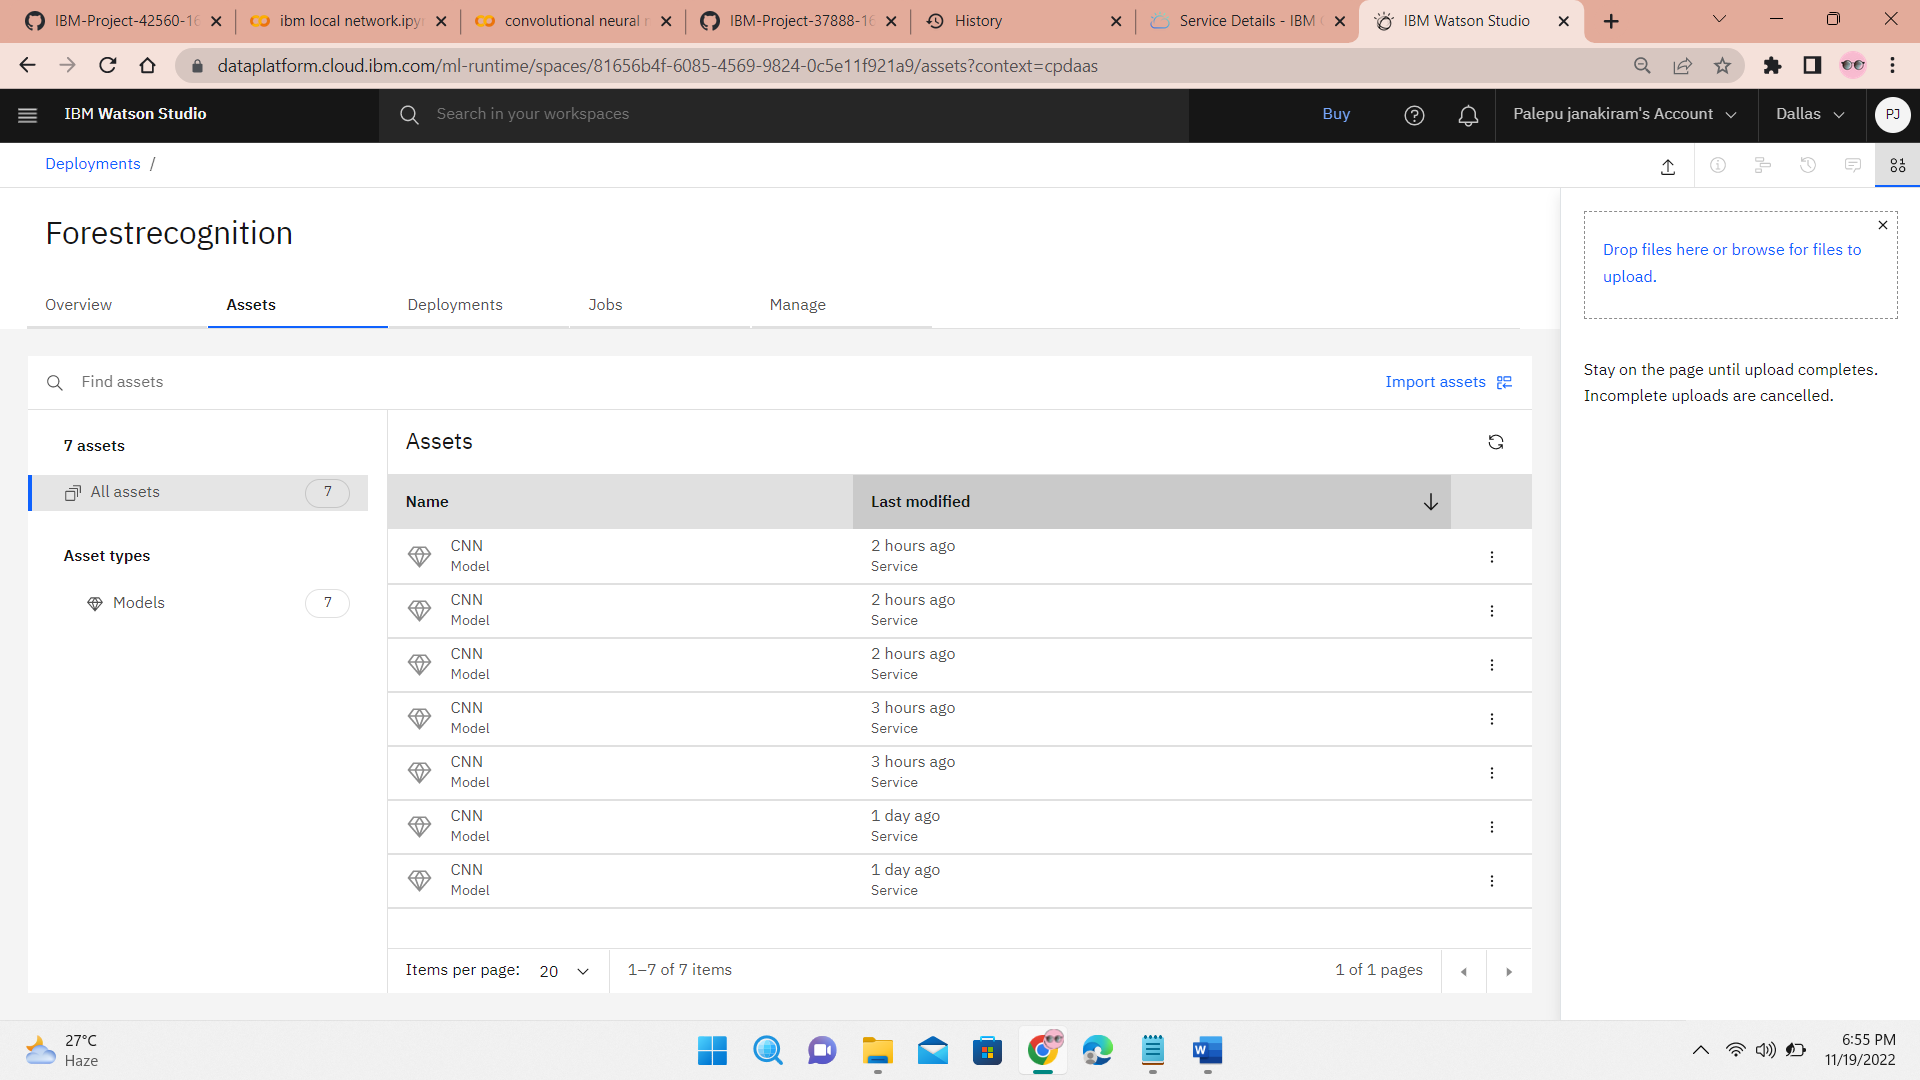 IBM-Project-42560-16
ibm local network.ipy
convolutional neural n
IBM-Project-37888-16
History
Service Details - IBM C
IBM Watson Studio
dataplatform.cloud.ibm.com/ml-runtime/spaces/81656b4f-6085-4569-9824-0c5e11f921a9/assets?context=cpdaas
IBM Watson Studio
Search in your workspaces
Buy
Palepu janakiram's Account
Dallas
PJ
Deployments /
Forestrecognition
Overview
Assets
Deployments
Jobs
Manage
Drop files here or browse for files to
upload.
Stay on the page until upload completes.
Incomplete uploads are cancelled.
Find assets
Import assets
7 assets
All assets 7
Asset types
Models 7
Assets
Name
Last modified
CNN
Model
2 hours ago
Service
CNN
Model
2 hours ago
Service
CNN
Model
2 hours ago
Service
CNN
Model
3 hours ago
Service
CNN
Model
3 hours ago
Service
CNN
Model
1 day ago
Service
CNN
Model
1 day ago
Service
Items per page: 20
1–7 of 7 items
1 of 1 pages
27°C
Haze
6:55 PM
11/19/2022